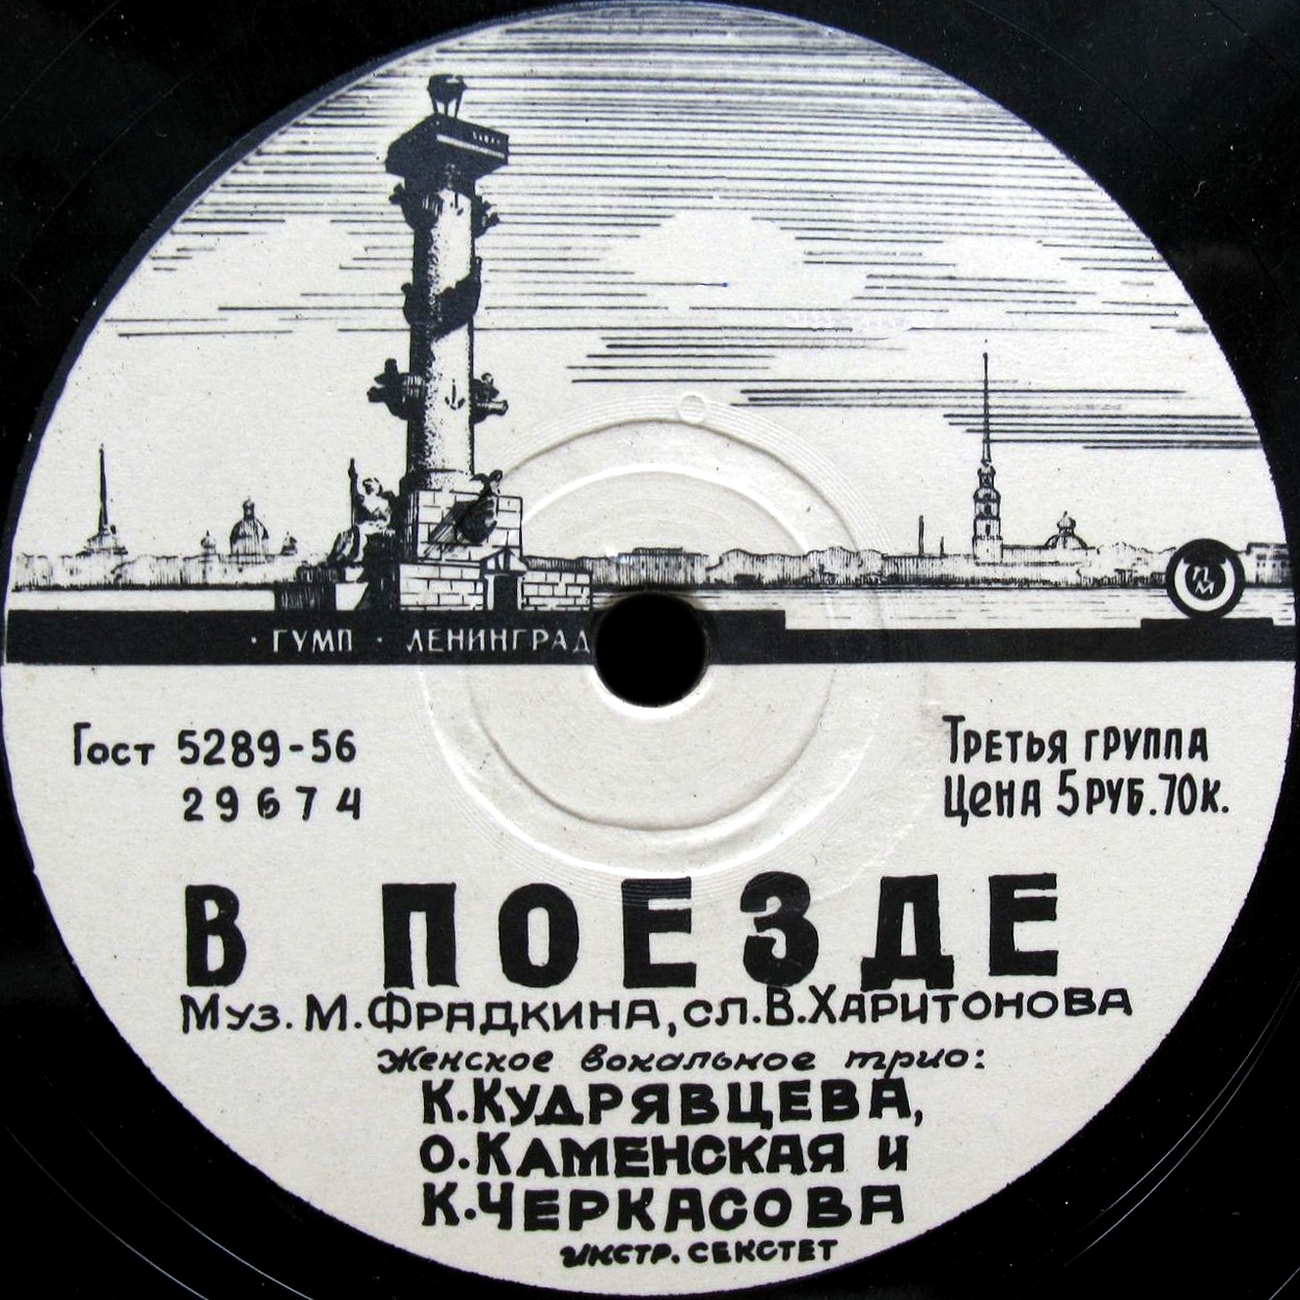 · ГУМП · ЛЕНИНГРАД
Гост 5289-56
29674
Третья группа
Цена 5 руб. 70 к.
В ПОЕЗДЕ
Муз. М. Фрадкина, сл. В. Харитонова
Женское вокальное трио:
К. Кудрявцева,
О. Каменская и
К. Черкасова
инстр. секстет